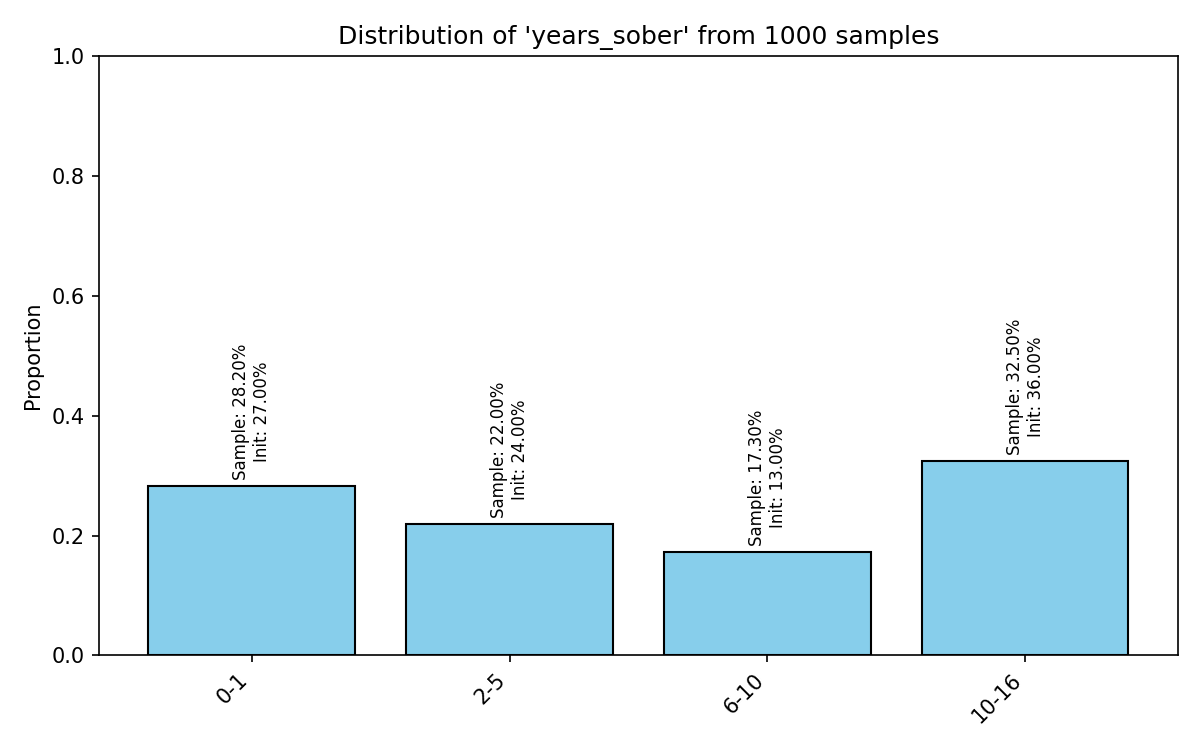 Distribution of 'years_sober' from 1000 samples
Proportion
1.0
0.8
0.6
0.4
0.2
0.0
Sample: 28.20%
Init: 27.00%
Sample: 22.00%
Init: 24.00%
Sample: 17.30%
Init: 13.00%
Sample: 32.50%
Init: 36.00%
0-1
2-5
6-10
10-16